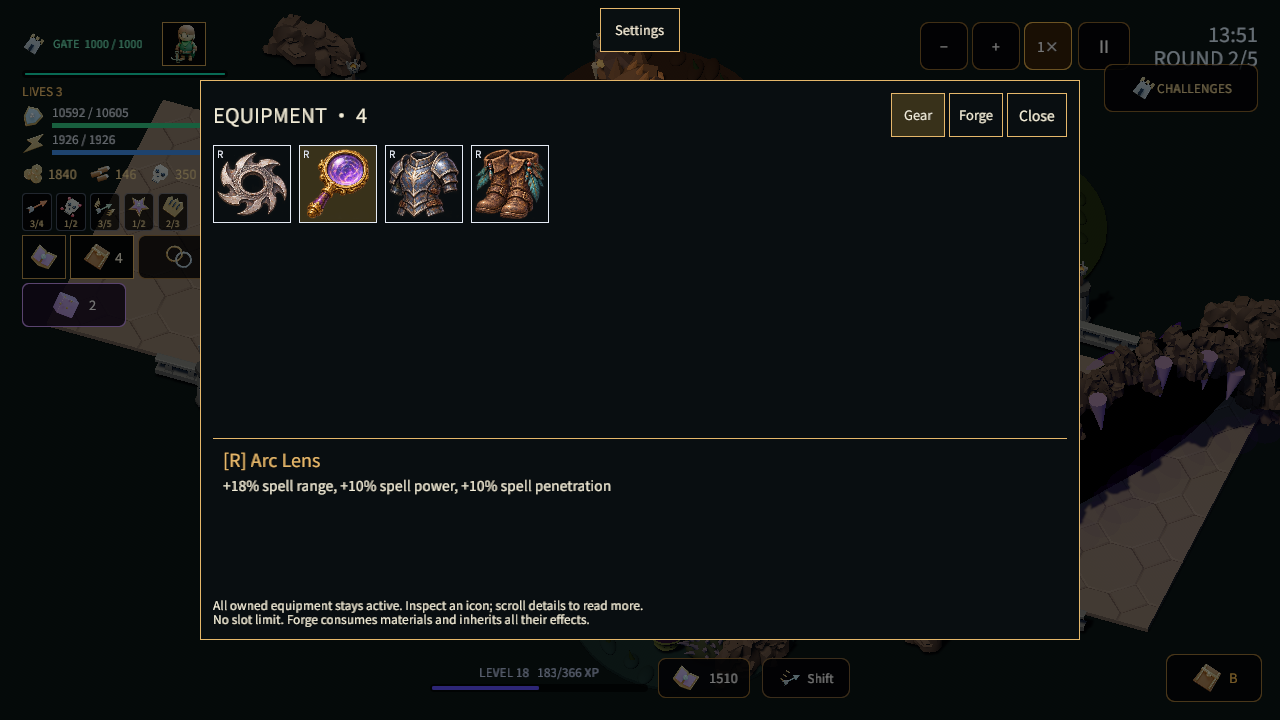 Settings
GATE 1000 / 1000
13:51
ROUND 2/5
− + 1× II
CHALLENGES
LIVES 3
10592 / 10605
1926 / 1926
1840 146 350
3/4 1/2 3/5 1/2 2/3
4
2
EQUIPMENT • 4
Gear Forge Close
R R R R
[R] Arc Lens
+18% spell range, +10% spell power, +10% spell penetration
All owned equipment stays active. Inspect an icon; scroll details to read more.
No slot limit. Forge consumes materials and inherits all their effects.
LEVEL 18 183/366 XP
1510
Shift
B